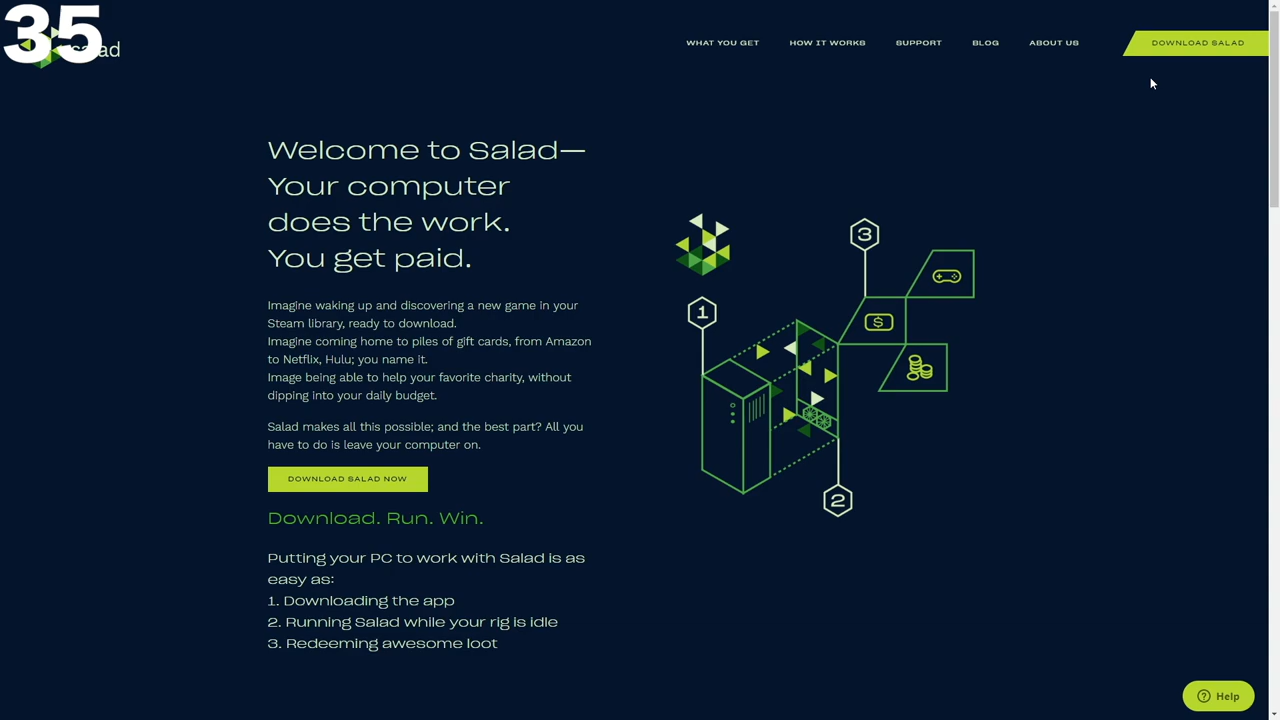 35
salad
WHAT YOU GET
HOW IT WORKS
SUPPORT
BLOG
ABOUT US
DOWNLOAD SALAD
Welcome to Salad—
Your computer
does the work.
You get paid.
Imagine waking up and discovering a new game in your
Steam library, ready to download.
Imagine coming home to piles of gift cards, from Amazon
to Netflix, Hulu; you name it.
Image being able to help your favorite charity, without
dipping into your daily budget.
Salad makes all this possible; and the best part? All you
have to do is leave your computer on.
DOWNLOAD SALAD NOW
Download. Run. Win.
Putting your PC to work with Salad is as
easy as:
1. Downloading the app
2. Running Salad while your rig is idle
3. Redeeming awesome loot
3
$
1
2
? Help